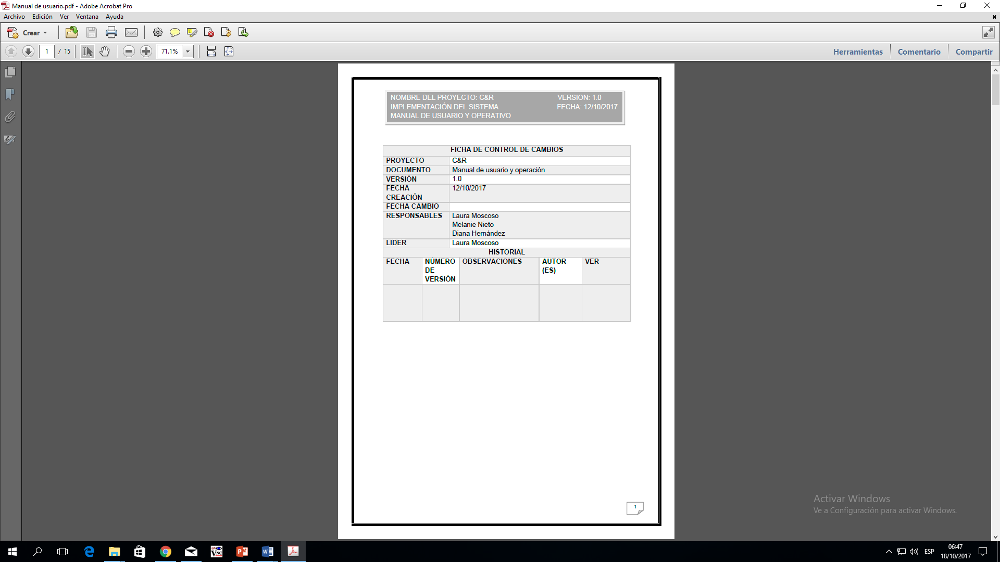 Manual de usuario.pdf - Adobe Acrobat Pro
Archivo Edición Ver Ventana Ayuda
Crear
1 / 15 71.1% Herramientas Comentario Compartir
NOMBRE DEL PROYECTO: C&R VERSION: 1.0
IMPLEMENTACIÓN DEL SISTEMA FECHA: 12/10/2017
MANUAL DE USUARIO Y OPERATIVO
FICHA DE CONTROL DE CAMBIOS
PROYECTO C&R
DOCUMENTO Manual de usuario y operación
VERSIÓN 1.0
FECHA 12/10/2017
CREACIÓN
FECHA CAMBIO
RESPONSABLES Laura Moscoso
Melanie Nieto
Diana Hernández
LIDER Laura Moscoso
HISTORIAL
FECHA NÚMERO OBSERVACIONES AUTOR VER
DE (ES)
VERSIÓN
1
Activar Windows
Ve a Configuración para activar Windows.
ESP 06:47
18/10/2017